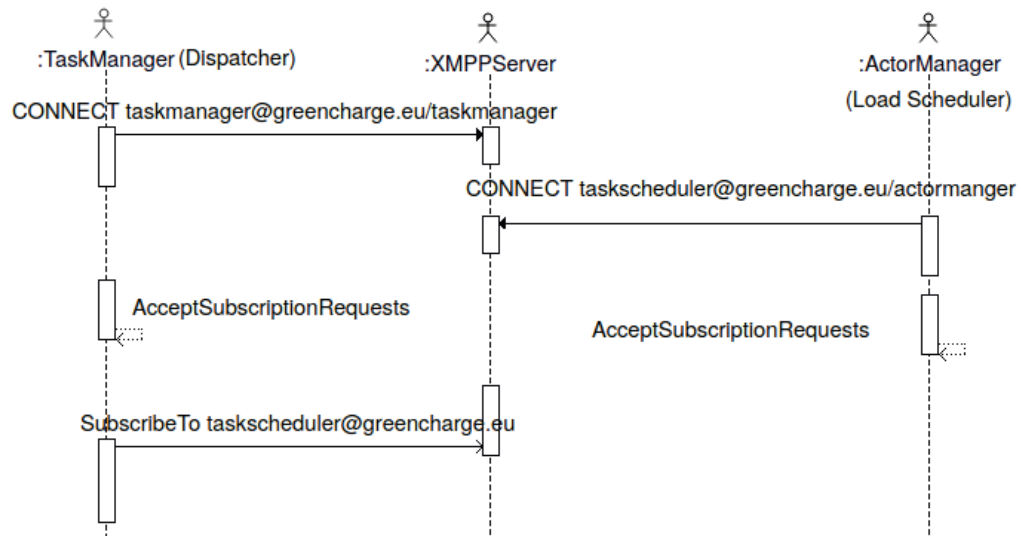 :TaskManager (Dispatcher)
:XMPPServer
:ActorManager
(Load Scheduler)
CONNECT taskmanager@greencharge.eu/taskmanager
CONNECT taskscheduler@greencharge.eu/actormanger
AcceptSubscriptionRequests
AcceptSubscriptionRequests
SubscribeTo taskscheduler@greencharge.eu